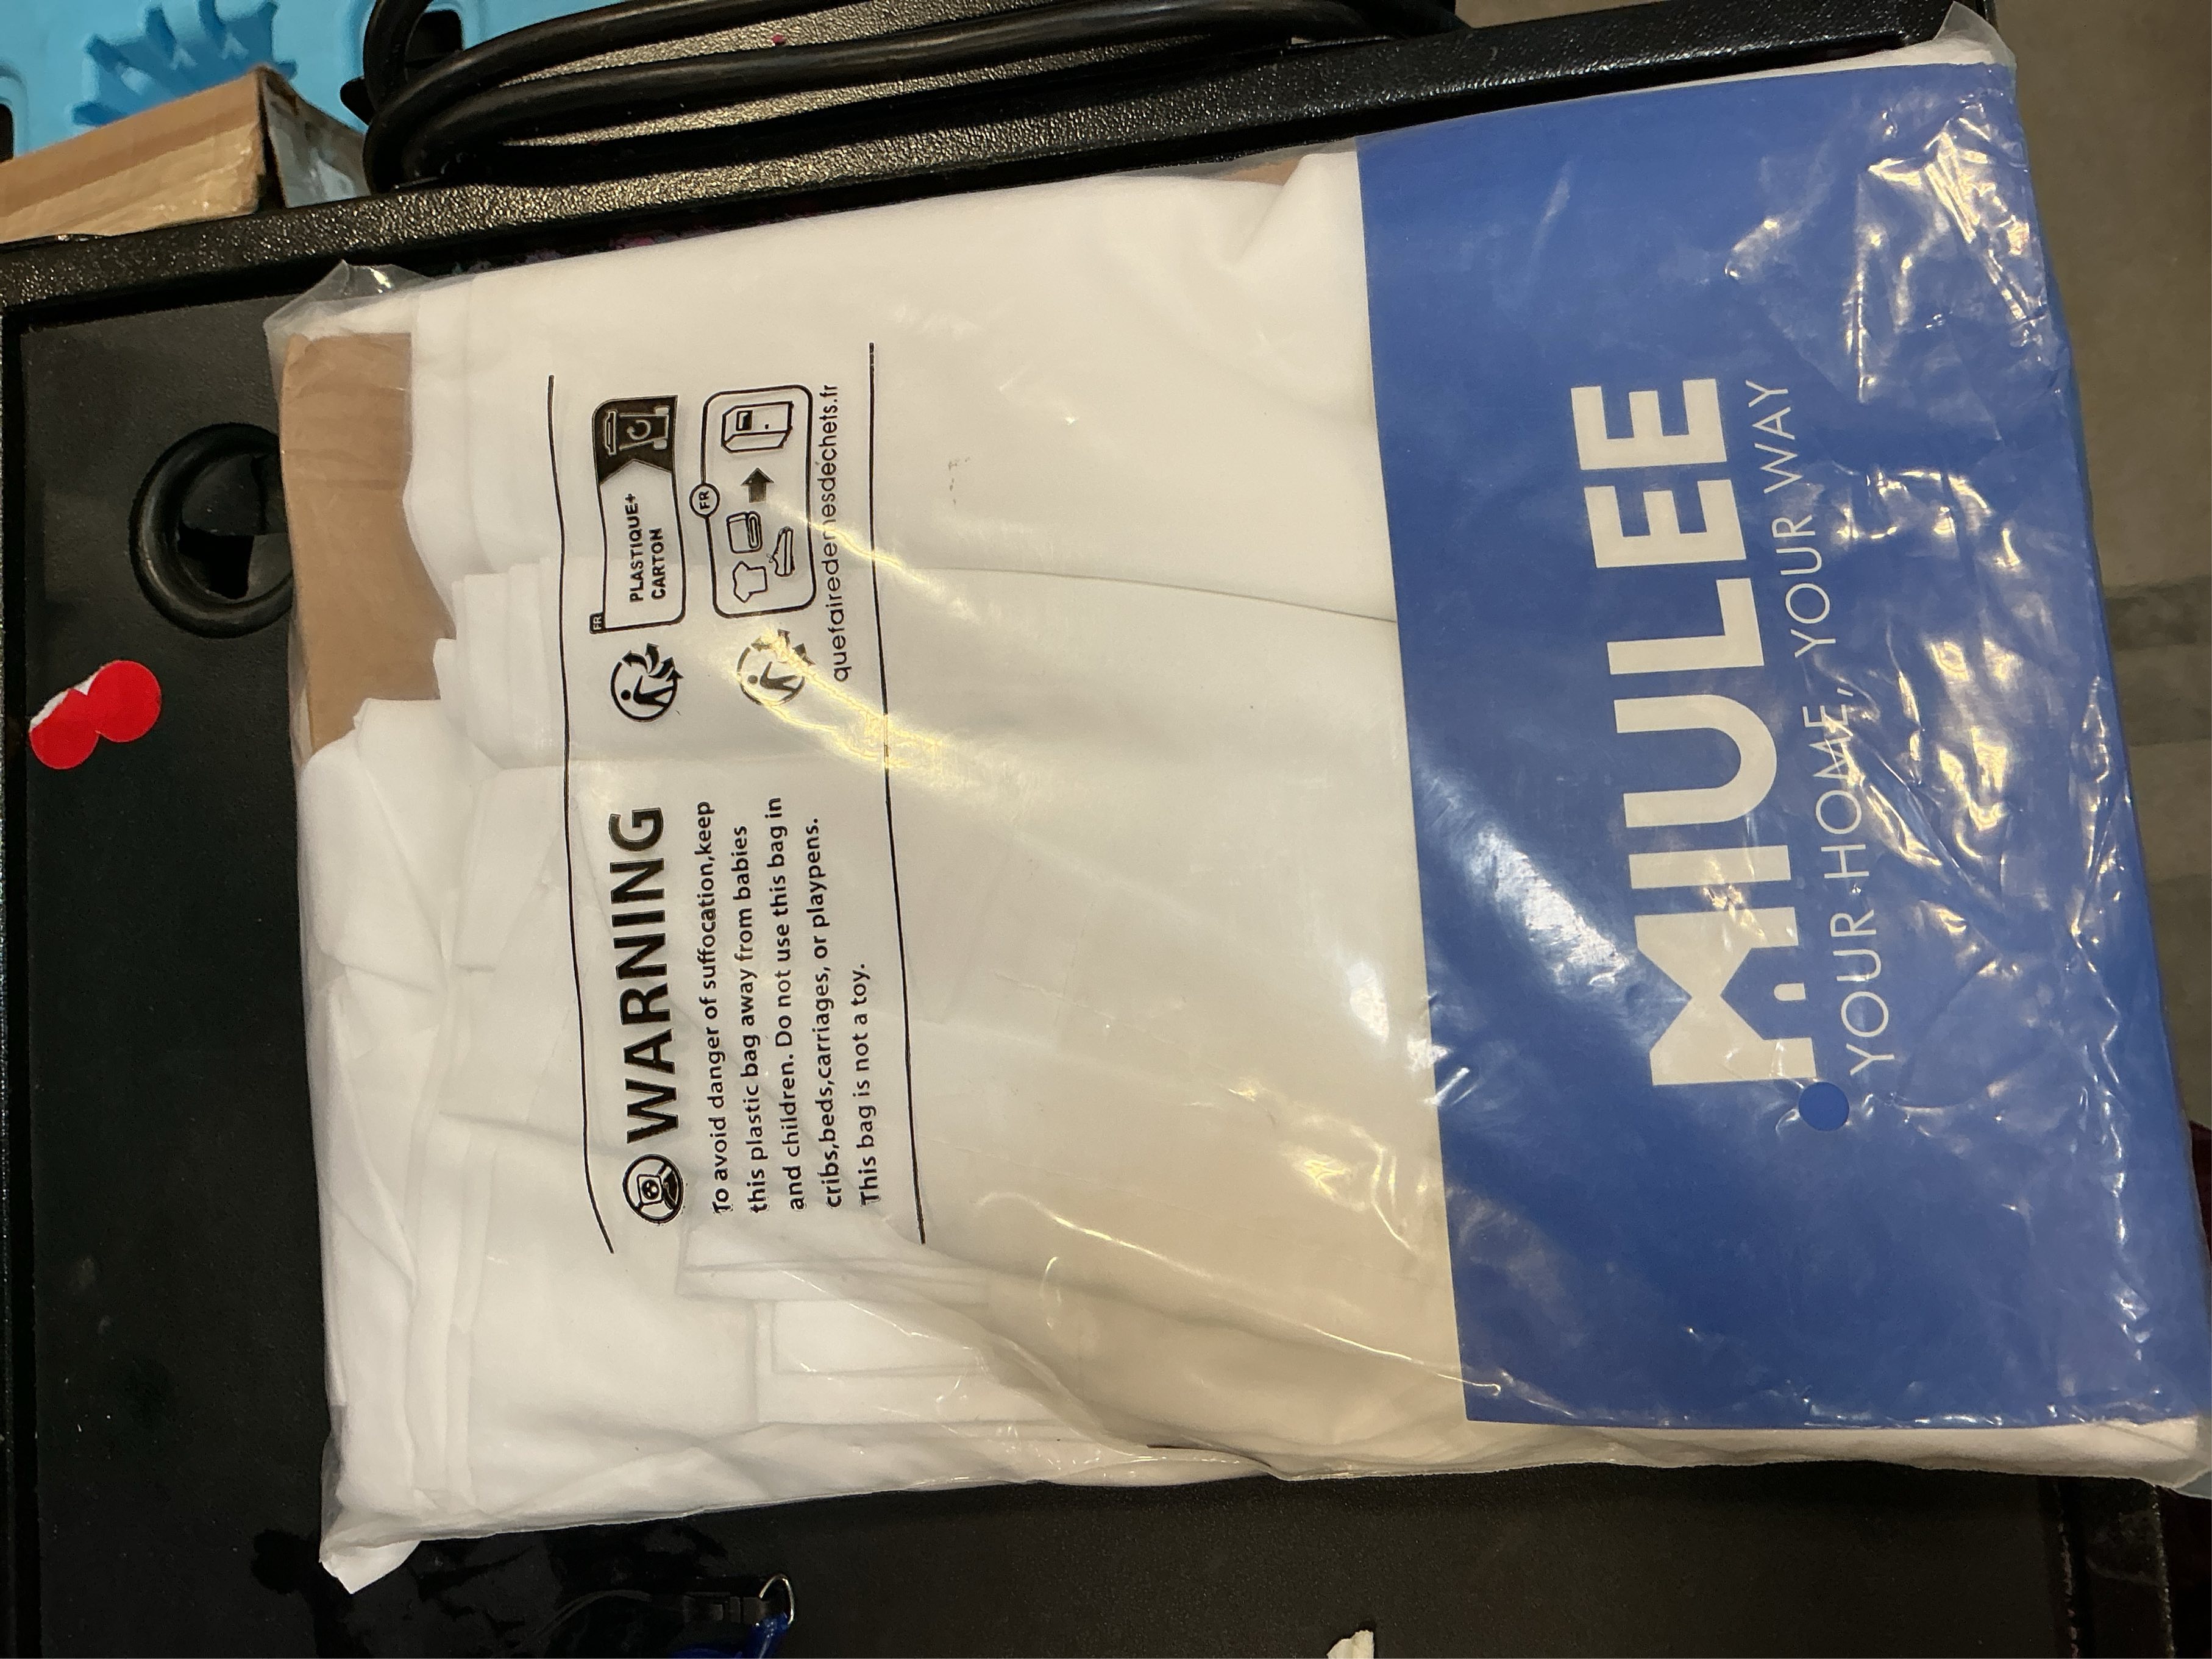 WARNING
To avoid danger of suffocation,keep
this plastic bag away from babies
and children. Do not use this bag in
cribs,beds,carriages, or playpens.
This bag is not a toy.
FR
PLASTIQUE+
CARTON
FR
quefairedemesdéchets.fr
MIULEE
YOUR HOME, YOUR WAY